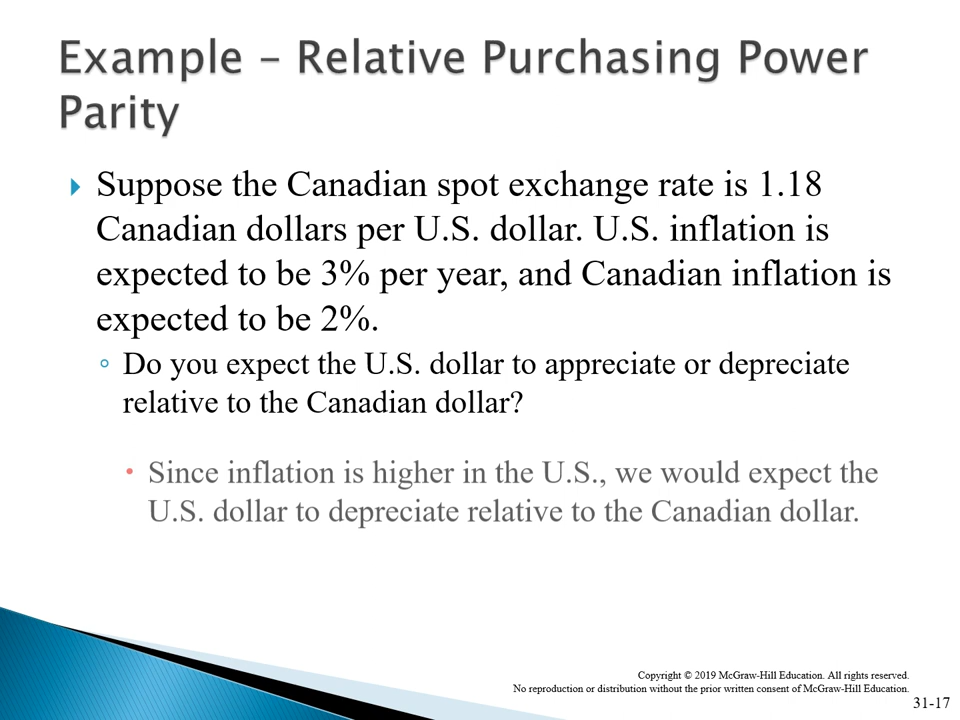 Example – Relative Purchasing Power
Parity
Suppose the Canadian spot exchange rate is 1.18
Canadian dollars per U.S. dollar. U.S. inflation is
expected to be 3% per year, and Canadian inflation is
expected to be 2%.
Do you expect the U.S. dollar to appreciate or depreciate
relative to the Canadian dollar?
Since inflation is higher in the U.S., we would expect the
U.S. dollar to depreciate relative to the Canadian dollar.
Copyright © 2019 McGraw-Hill Education. All rights reserved.
No reproduction or distribution without the prior written consent of McGraw-Hill Education.
31-17